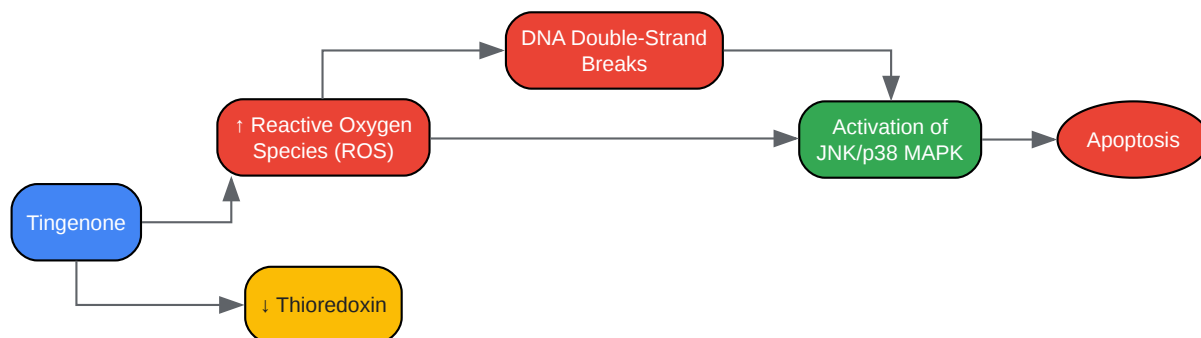 DNA Double-Strand
Breaks
↑ Reactive Oxygen
Species (ROS)
Activation of
JNK/p38 MAPK
Apoptosis
Tingenone
↓ Thioredoxin